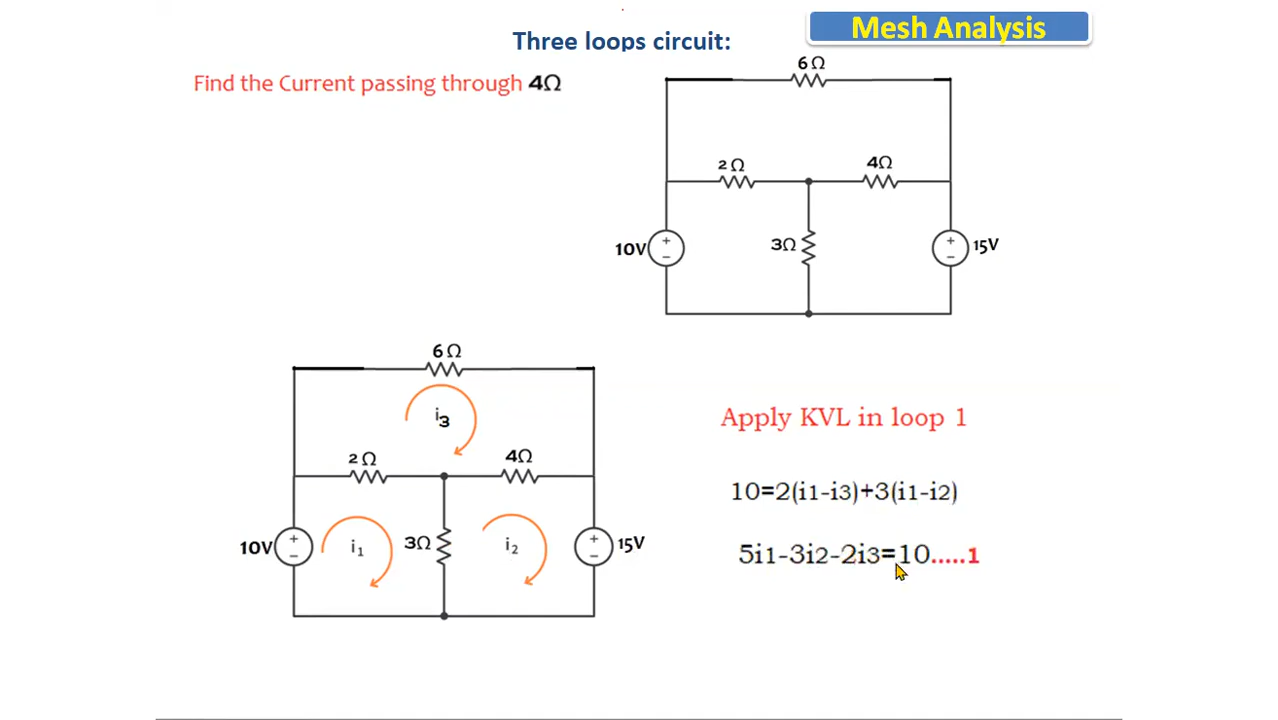 Three loops circuit:
Mesh Analysis
Find the Current passing through 4Ω
6Ω
2Ω
4Ω
10V
+
−
3Ω
+
−
15V
6Ω
i3
2Ω
4Ω
10V
+
−
i1
3Ω
i2
+
−
15V
Apply KVL in loop 1
10=2(i1-i3)+3(i1-i2)
5i1-3i2-2i3=10.....1